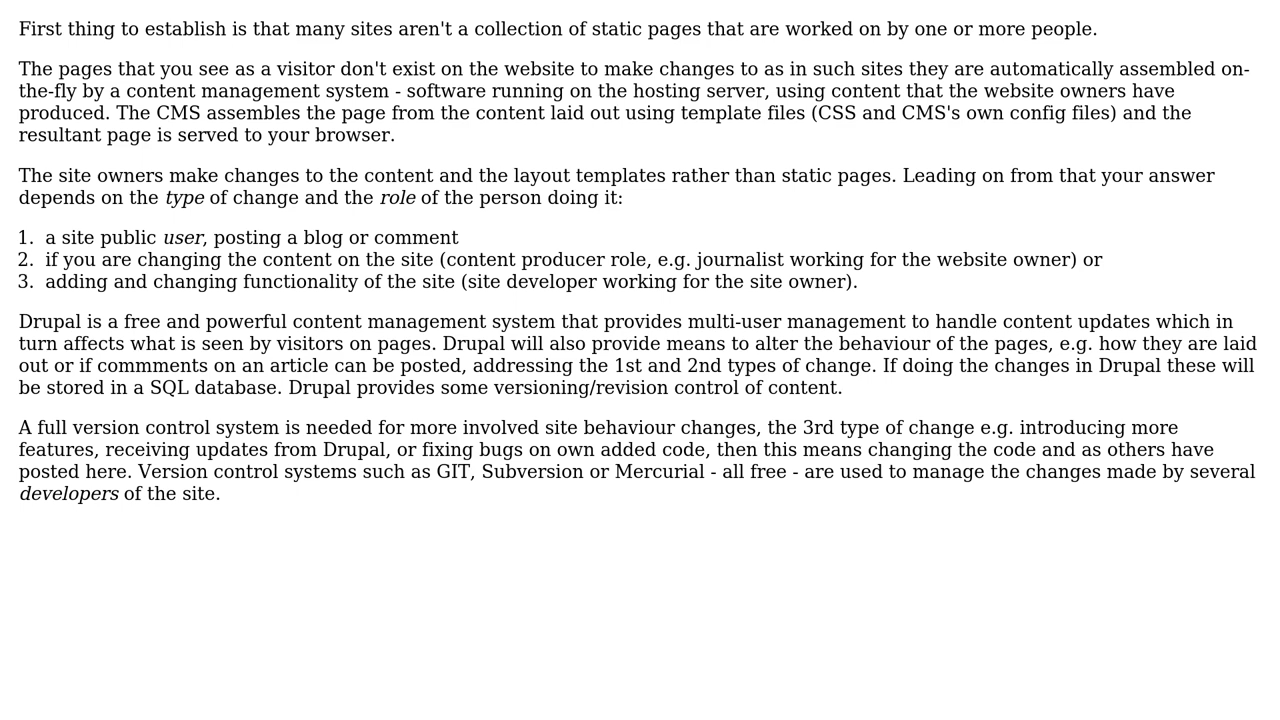 First thing to establish is that many sites aren't a collection of static pages that are worked on by one or more people.
The pages that you see as a visitor don't exist on the website to make changes to as in such sites they are automatically assembled on-
the-fly by a content management system - software running on the hosting server, using content that the website owners have
produced. The CMS assembles the page from the content laid out using template files (CSS and CMS's own config files) and the
resultant page is served to your browser.
The site owners make changes to the content and the layout templates rather than static pages. Leading on from that your answer
depends on the type of change and the role of the person doing it:
1. a site public user, posting a blog or comment
2. if you are changing the content on the site (content producer role, e.g. journalist working for the website owner) or
3. adding and changing functionality of the site (site developer working for the site owner).
Drupal is a free and powerful content management system that provides multi-user management to handle content updates which in
turn affects what is seen by visitors on pages. Drupal will also provide means to alter the behaviour of the pages, e.g. how they are laid
out or if commments on an article can be posted, addressing the 1st and 2nd types of change. If doing the changes in Drupal these will
be stored in a SQL database. Drupal provides some versioning/revision control of content.
A full version control system is needed for more involved site behaviour changes, the 3rd type of change e.g. introducing more
features, receiving updates from Drupal, or fixing bugs on own added code, then this means changing the code and as others have
posted here. Version control systems such as GIT, Subversion or Mercurial - all free - are used to manage the changes made by several
developers of the site.